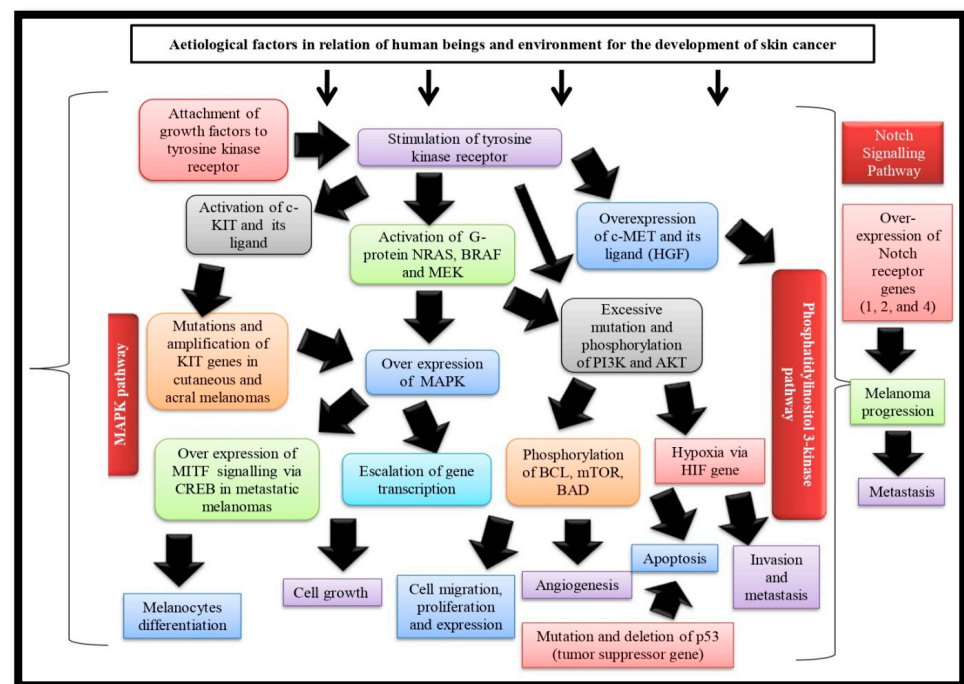 Aetiological factors in relation of human beings and environment for the development of skin cancer
Attachment of
growth factors to
tyrosine kinase
receptor
Stimulation of tyrosine
kinase receptor
Notch
Signalling
Pathway
Activation of c-
KIT and its
ligand
Activation of G-
protein NRAS, BRAF
and MEK
Overexpression
of c-MET and its
ligand (HGF)
Over-
expression of
Notch
receptor
genes
(1, 2, and 4)
MAPK pathway
Mutations and
amplification of
KIT genes in
cutaneous and
acral melanomas
Over expression
of MAPK
Excessive
mutation and
phosphorylation
of PI3K and AKT
Phosphatidylinositol 3-kinase
pathway
Melanoma
progression
Over expression of
MITF signalling via
CREB in metastatic
melanomas
Escalation of gene
transcription
Phosphorylation
of BCL, mTOR,
BAD
Hypoxia via
HIF gene
Metastasis
Melanocytes
differentiation
Cell growth
Cell migration,
proliferation
and expression
Angiogenesis
Apoptosis
Invasion
and
metastasis
Mutation and deletion of p53
(tumor suppressor gene)